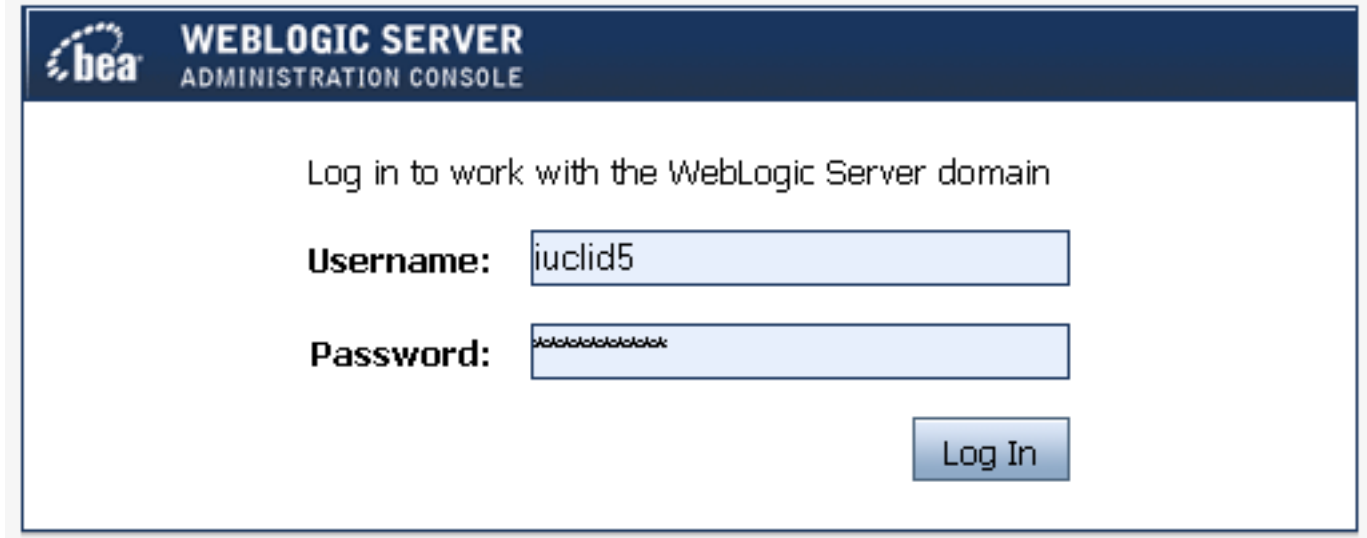 bea
WEBLOGIC SERVER
ADMINISTRATION CONSOLE
Log in to work with the WebLogic Server domain
Username: iuclid5
Password: ***********
Log In